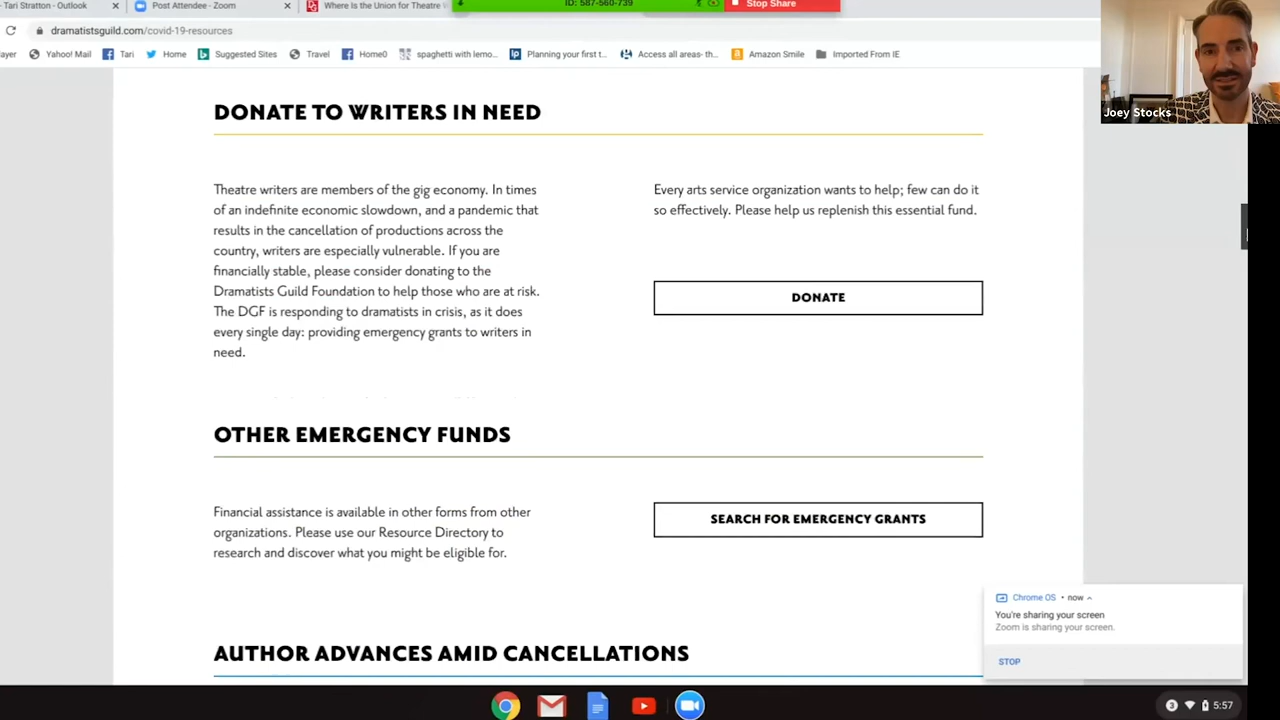 Tari Stratton - Outlook
Post Attendee - Zoom
Where Is the Union for Theatre
ID: 587-560-739
Stop Share
dramatistsguild.com/covid-19-resources
Yahoo! Mail
Tari
Home
Suggested Sites
Travel
Home0
spaghetti with lemo...
Planning your first t...
Access all areas- th...
Amazon Smile
Imported From IE
Joey Stocks
DONATE TO WRITERS IN NEED
Theatre writers are members of the gig economy. In times
of an indefinite economic slowdown, and a pandemic that
results in the cancellation of productions across the
country, writers are especially vulnerable. If you are
financially stable, please consider donating to the
Dramatists Guild Foundation to help those who are at risk.
The DGF is responding to dramatists in crisis, as it does
every single day: providing emergency grants to writers in
need.
Every arts service organization wants to help; few can do it
so effectively. Please help us replenish this essential fund.
DONATE
OTHER EMERGENCY FUNDS
Financial assistance is available in other forms from other
organizations. Please use our Resource Directory to
research and discover what you might be eligible for.
SEARCH FOR EMERGENCY GRANTS
AUTHOR ADVANCES AMID CANCELLATIONS
Chrome OS • now
You're sharing your screen
Zoom is sharing your screen.
STOP
3
5:57